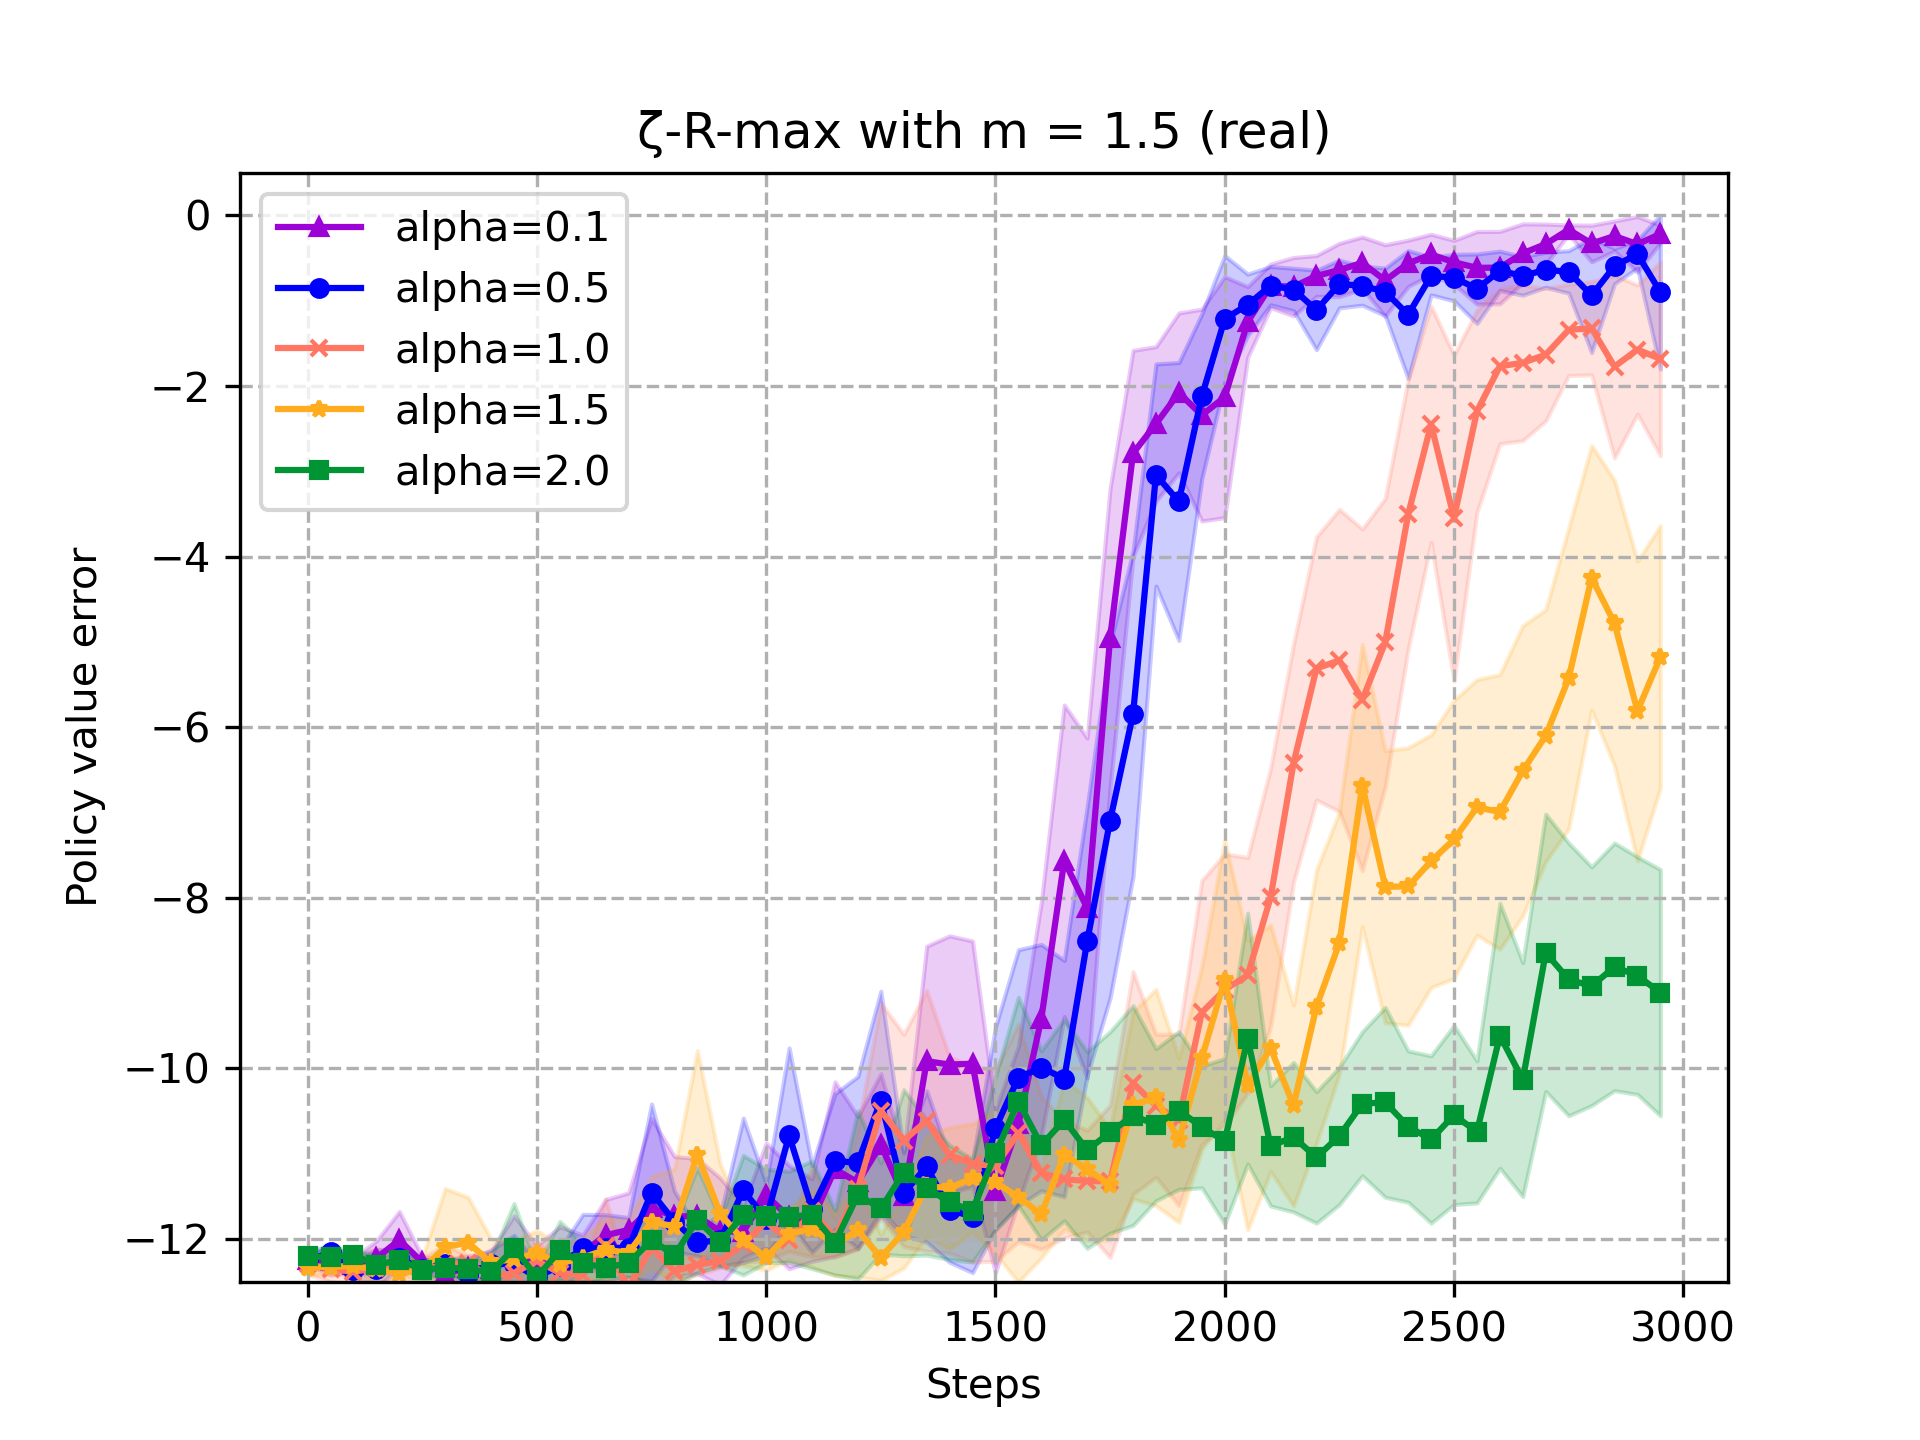 ζ-R-max with m = 1.5 (real)
alpha=0.1
alpha=0.5
alpha=1.0
alpha=1.5
alpha=2.0
Policy value error
0
−2
−4
−6
−8
−10
−12
0 500 1000 1500 2000 2500 3000
Steps